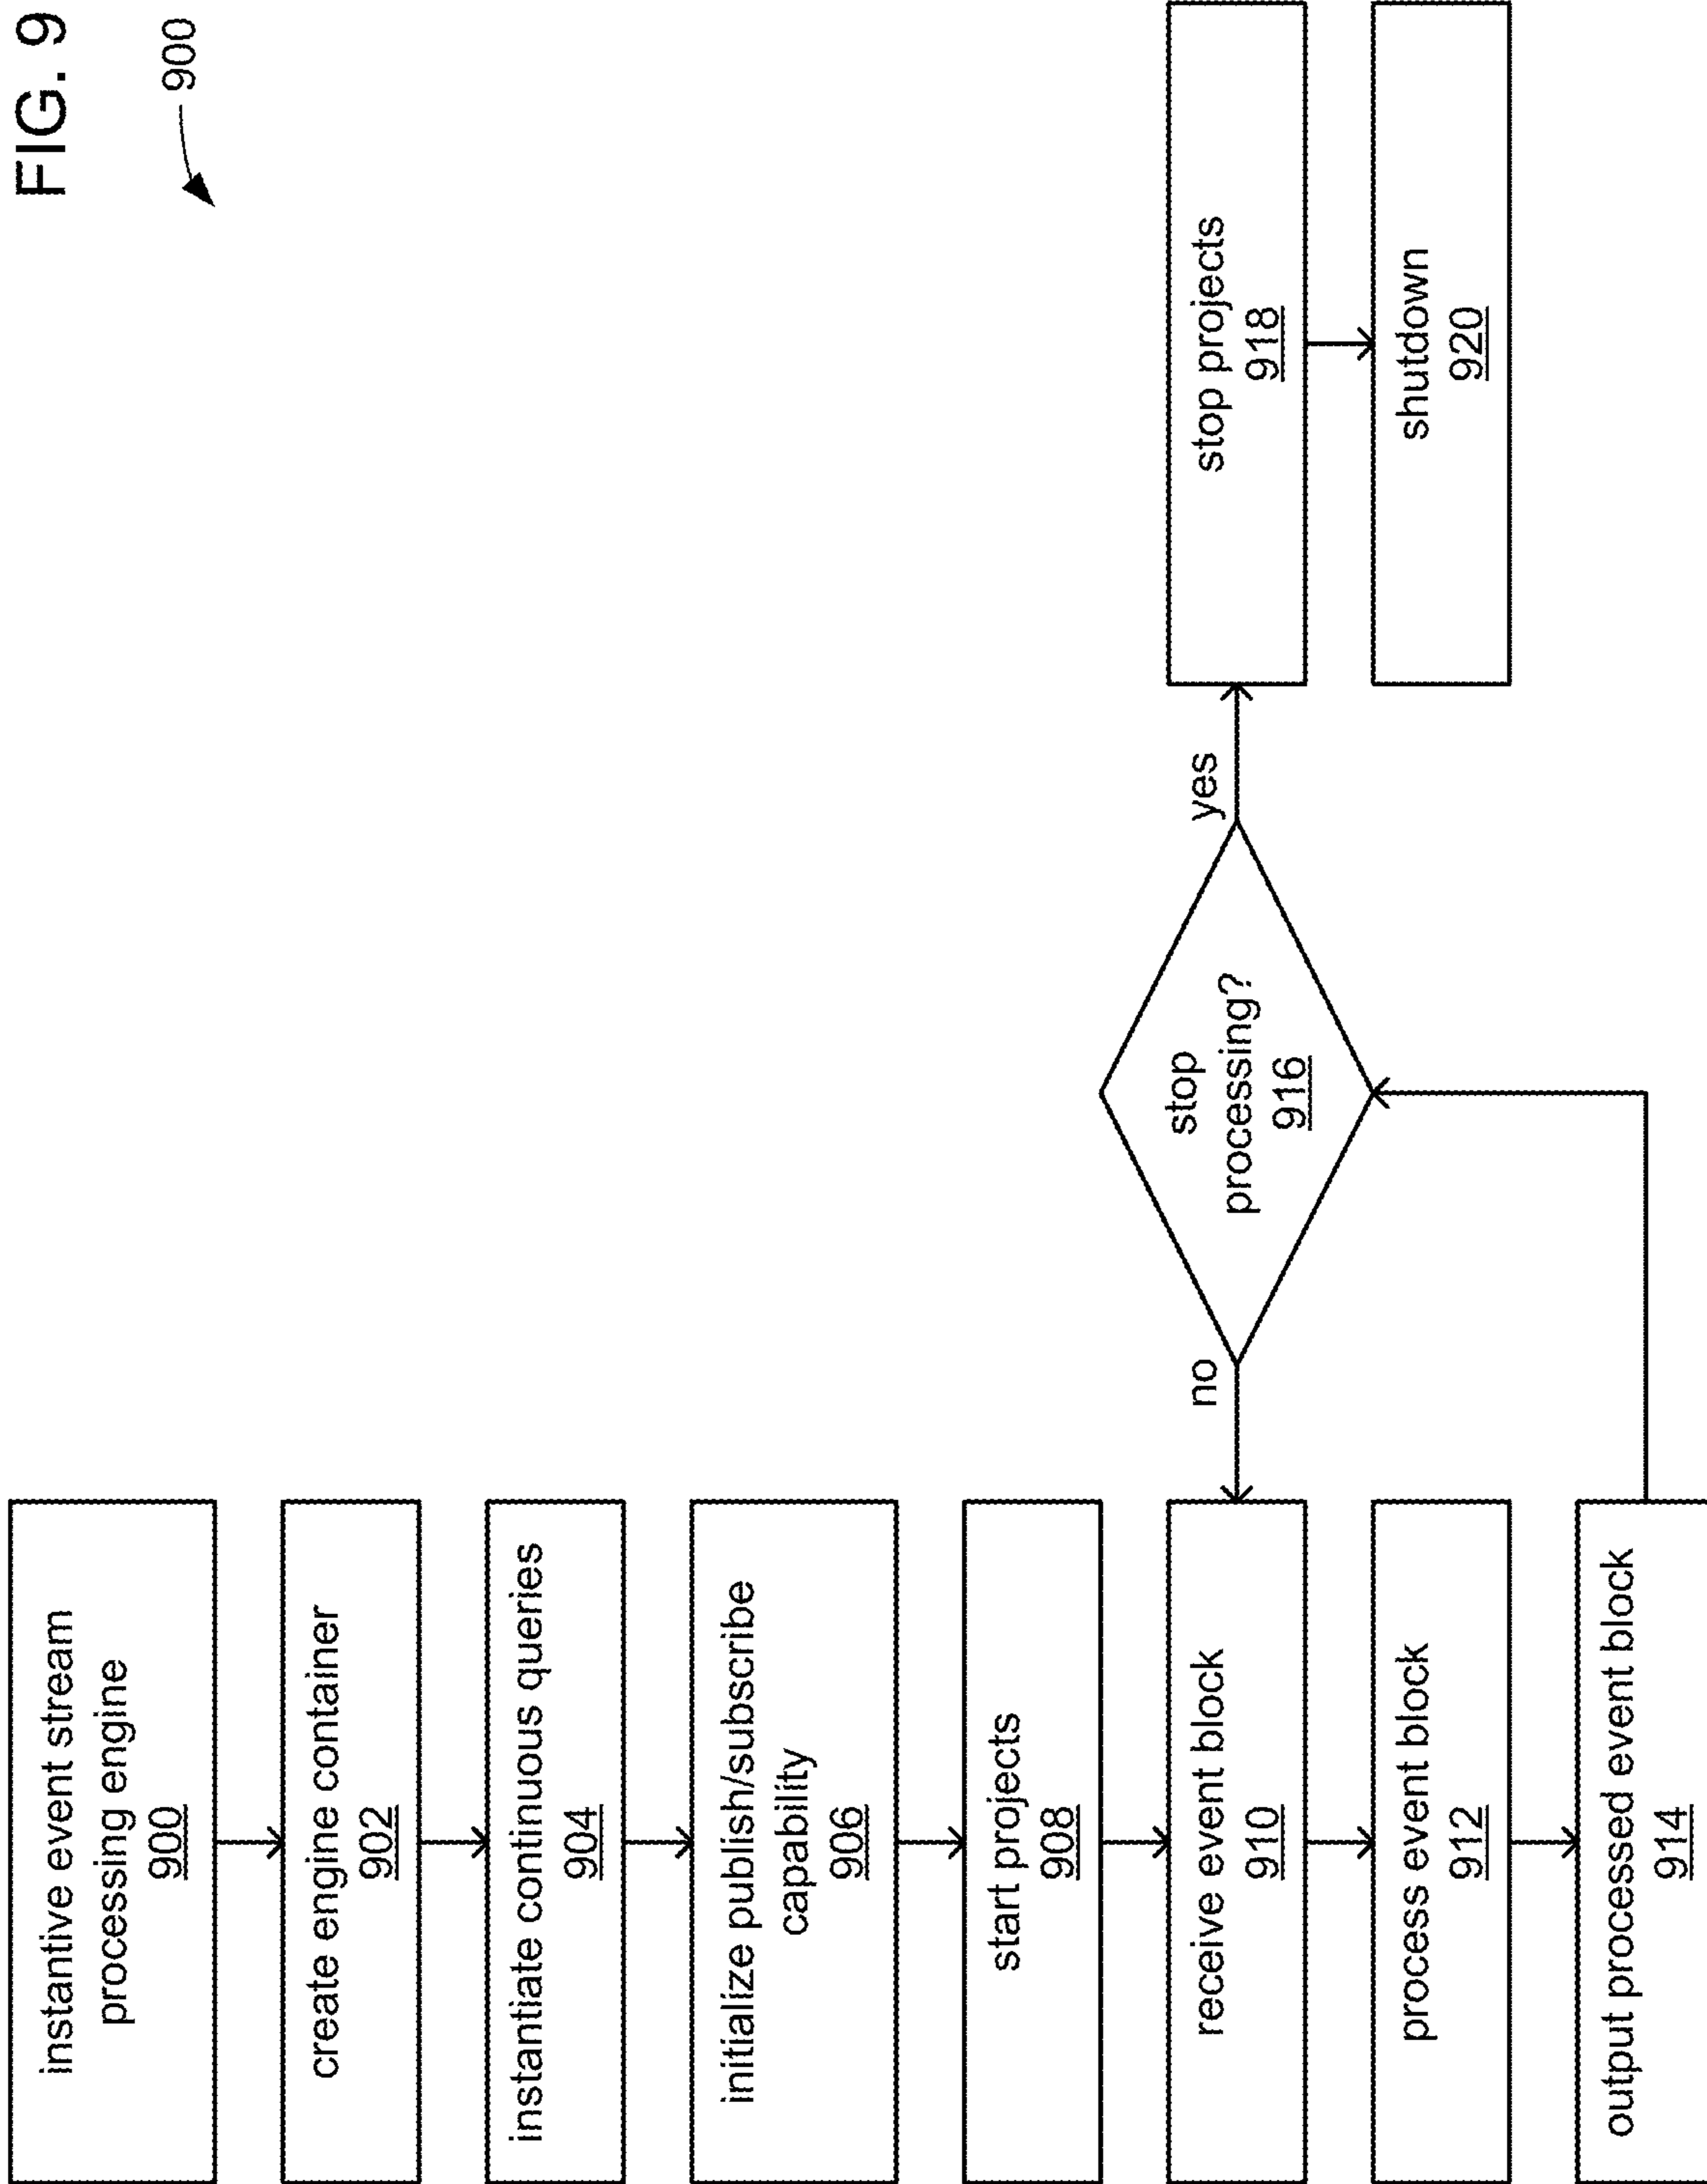 FIG. 9
900
instantive event stream
processing engine
900
create engine container
902
instantiate continuous queries
904
initialize publish/subscribe
capability
906
start projects
908
receive event block
910
process event block
912
output processed event block
914
no
stop
processing?
916
yes
stop projects
918
shutdown
920